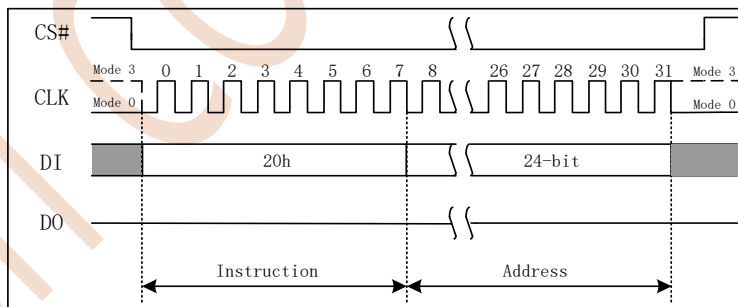 CS#
Mode 3 0 1 2 3 4 5 6 7 8 26 27 28 29 30 31 Mode 3
CLK
Mode 0 Mode 0
DI 20h 24-bit
DO
Instruction Address